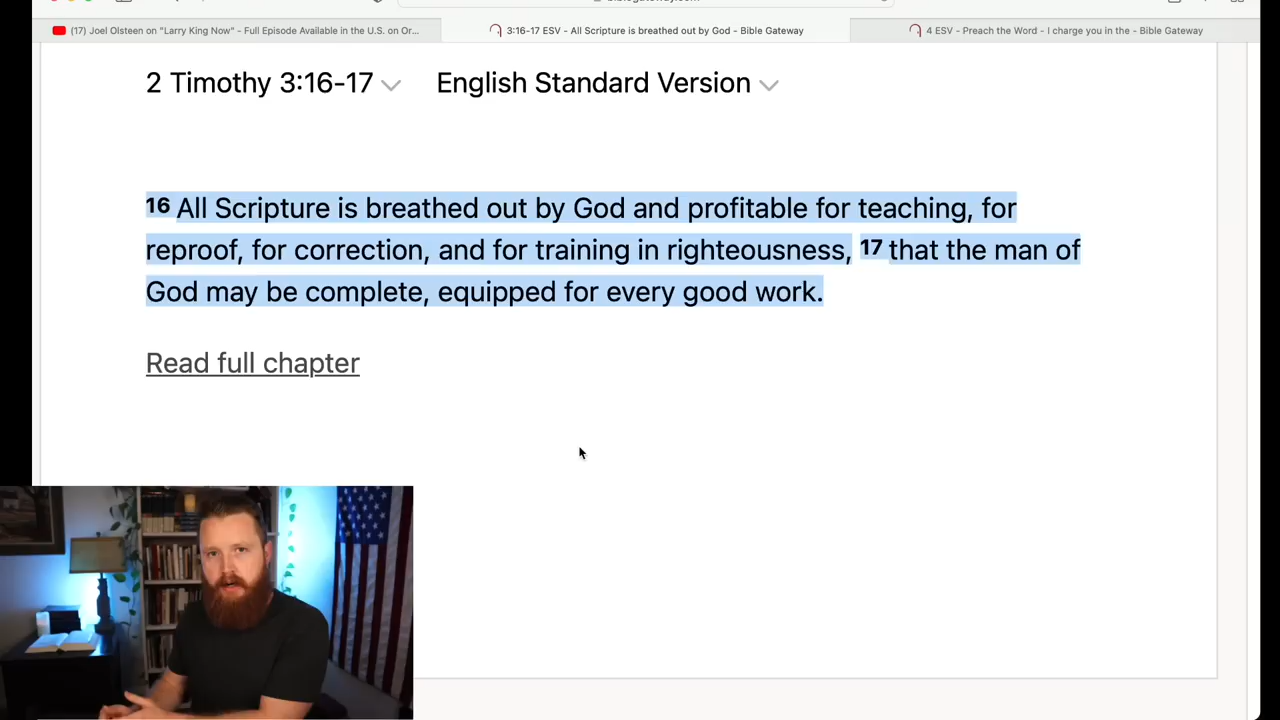 (17) Joel Olsteen on "Larry King Now" - Full Episode Available in the U.S. on Or...
3:16-17 ESV - All Scripture is breathed out by God - Bible Gateway
4 ESV - Preach the Word - I charge you in the - Bible Gateway
2 Timothy 3:16-17 English Standard Version
16 All Scripture is breathed out by God and profitable for teaching, for
reproof, for correction, and for training in righteousness, 17 that the man of
God may be complete, equipped for every good work.
Read full chapter